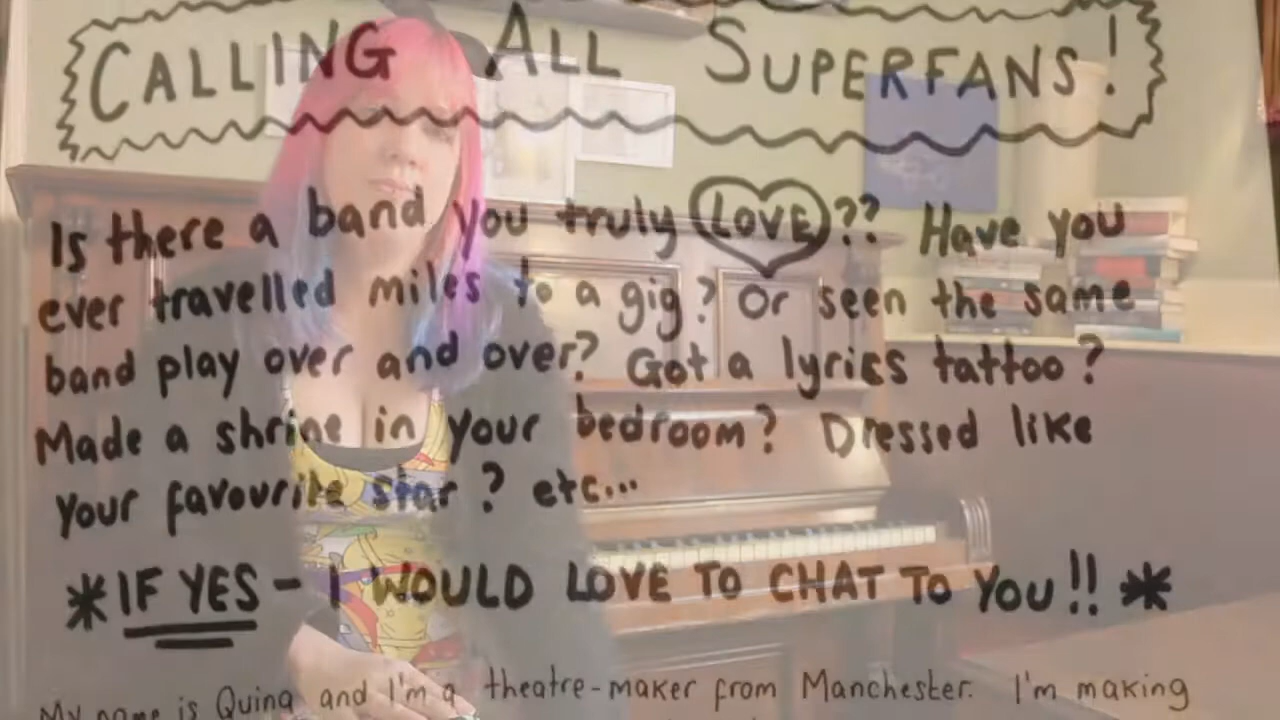 CALLING ALL SUPERFANS!
Is there a band you truly LOVE?? Have you
ever travelled miles to a gig? Or seen the same
band play over and over? Got a lyrics tattoo?
Made a shrine in your bedroom? Dressed like
your favourite star? etc...
*IF YES - I WOULD LOVE TO CHAT TO YOU!! *
My name is Quina and I'm a theatre-maker from Manchester. I'm making